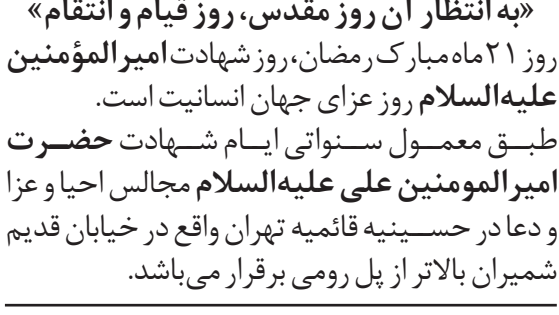 «به انتظار آن روز مقدس، روز قیام و انتقام»
روز ۲۱ ماه مبارک رمضان، روز شهادت امیرالمؤمنین
علیه‌السلام روز عزای جهان انسانیت است.
طبق معمول سنواتی ایام شهادت حضرت
امیرالمومنین علی علیه‌السلام مجالس احیا و عزا
و دعا در حسینیه قائمیه تهران واقع در خیابان قدیم
شمیران بالاتر از پل رومی برقرار می‌باشد.